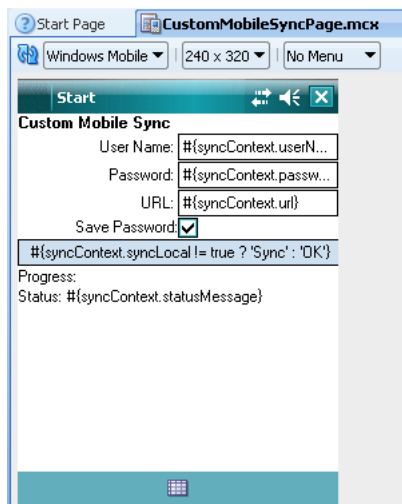 Start Page CustomMobileSyncPage.mcx
Windows Mobile 240 x 320 No Menu
Start
Custom Mobile Sync
User Name: #{syncContext.userN...
Password: #{syncContext.passw...
URL: #{syncContext.url}
Save Password:
#{syncContext.syncLocal != true ? 'Sync' : 'OK'}
Progress:
Status: #{syncContext.statusMessage}